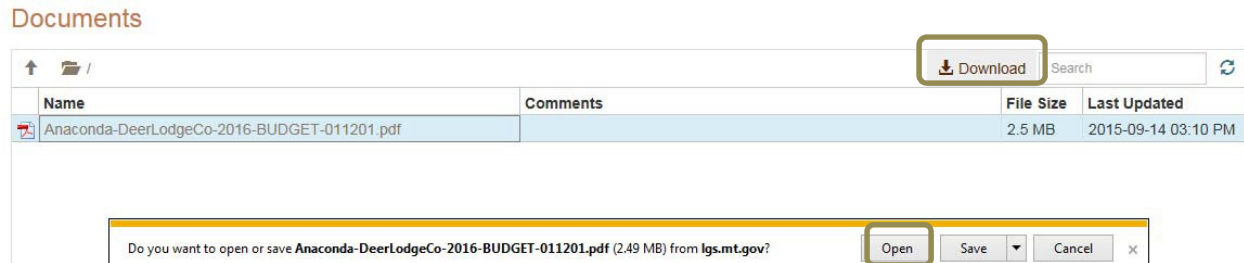 Documents
/ Download Search
Name Comments File Size Last Updated
Anaconda-DeerLodgeCo-2016-BUDGET-011201.pdf 2.5 MB 2015-09-14 03:10 PM
Do you want to open or save Anaconda-DeerLodgeCo-2016-BUDGET-011201.pdf (2.49 MB) from lgs.mt.gov? Open Save Cancel ×